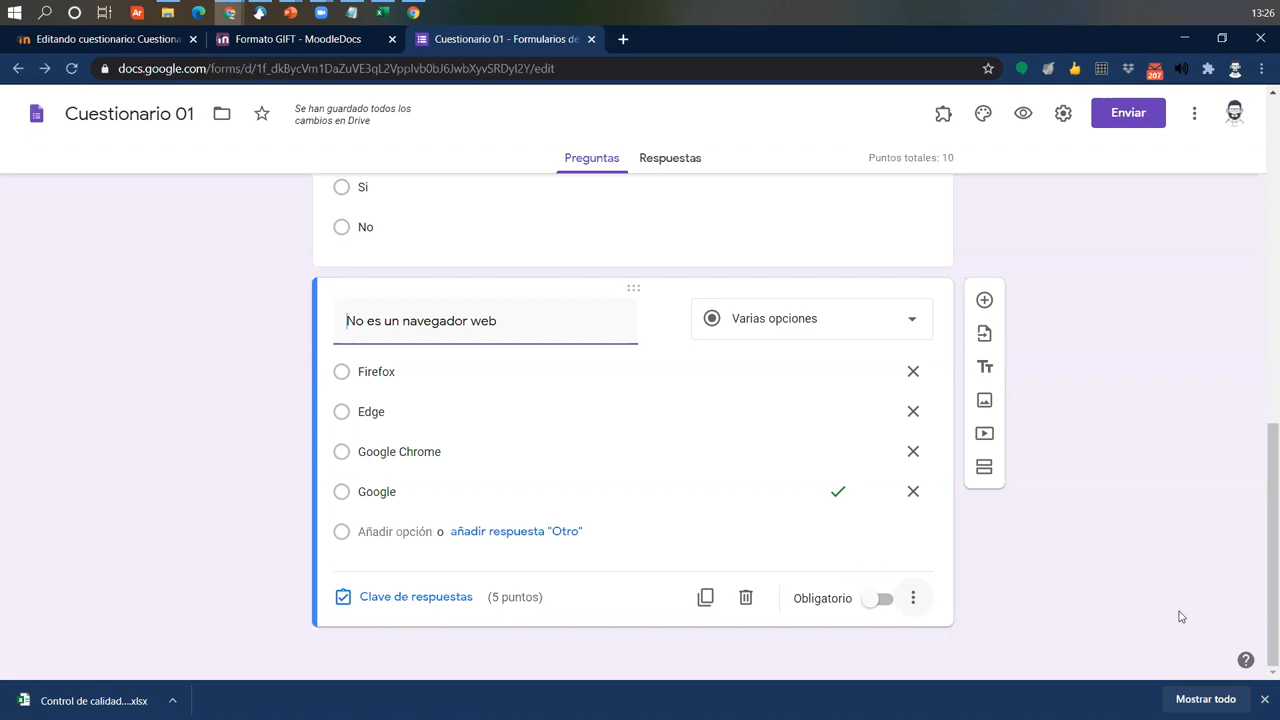 13:26
Editando cuestionario: Cuestiona
Formato GIFT - MoodleDocs
Cuestionario 01 - Formularios de
docs.google.com/forms/d/1f_dkBycVm1DaZuVE3qL2VppIvb0bJ6JwbXyvSRDyI2Y/edit
207
Cuestionario 01
Se han guardado todos los
cambios en Drive
Enviar
Preguntas
Respuestas
Puntos totales: 10
Si
No
No es un navegador web
Varias opciones
Firefox
Edge
Google Chrome
Google
Añadir opción o añadir respuesta "Otro"
Clave de respuestas (5 puntos)
Obligatorio
Control de calidad....xlsx
Mostrar todo